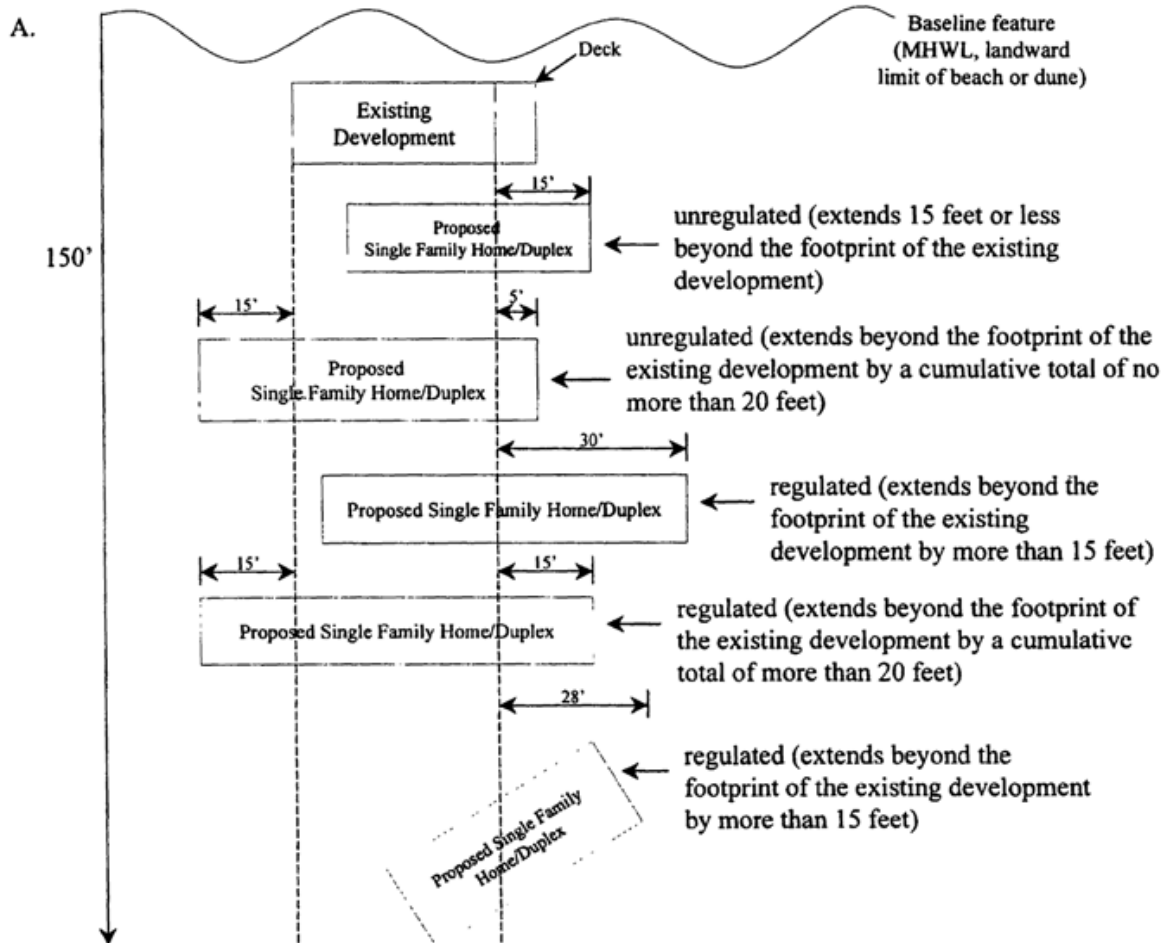 A.
Baseline feature
(MHWL, landward
limit of beach or dune)
Deck
Existing
Development
15’
Proposed
Single Family Home/Duplex
unregulated (extends 15 feet or less
beyond the footprint of the existing
development)
150’
15’
5’
Proposed
Single Family Home/Duplex
unregulated (extends beyond the footprint of the
existing development by a cumulative total of no
more than 20 feet)
30’
Proposed Single Family Home/Duplex
regulated (extends beyond the
footprint of the existing
development by more than 15 feet)
15’
15’
Proposed Single Family Home/Duplex
regulated (extends beyond the footprint of
the existing development by a cumulative
total of more than 20 feet)
28’
Proposed Single Family
Home/Duplex
regulated (extends beyond the
footprint of the existing development
by more than 15 feet)